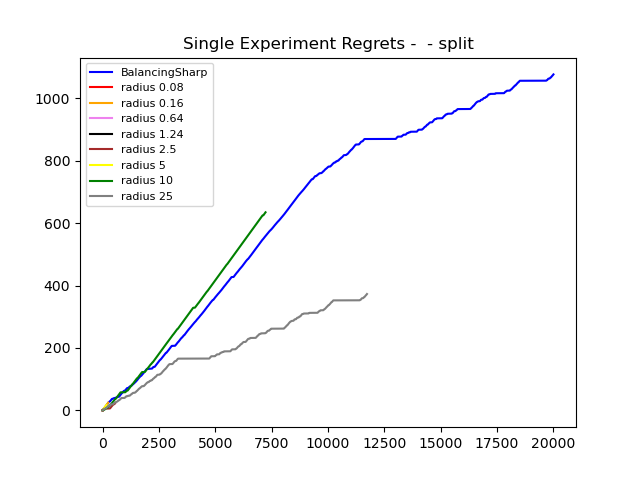 Single Experiment Regrets -  - split
BalancingSharp
radius 0.08
radius 0.16
radius 0.64
radius 1.24
radius 2.5
radius 5
radius 10
radius 25
1000
800
600
400
200
0
0 2500 5000 7500 10000 12500 15000 17500 20000